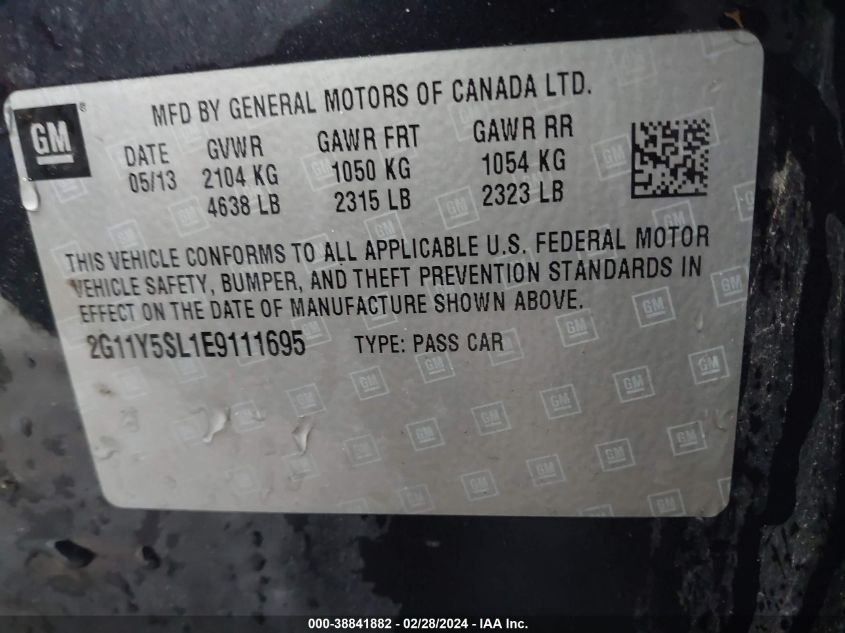 GM ®
MFD BY GENERAL MOTORS OF CANADA LTD.
DATE GVWR GAWR FRT GAWR RR
05/13 2104 KG 1050 KG 1054 KG
4638 LB 2315 LB 2323 LB
THIS VEHICLE CONFORMS TO ALL APPLICABLE U.S. FEDERAL MOTOR
VEHICLE SAFETY, BUMPER, AND THEFT PREVENTION STANDARDS IN
EFFECT ON THE DATE OF MANUFACTURE SHOWN ABOVE.
2G11Y5SL1E9111695 TYPE: PASS CAR
000-38841882 - 02/28/2024 - IAA Inc.